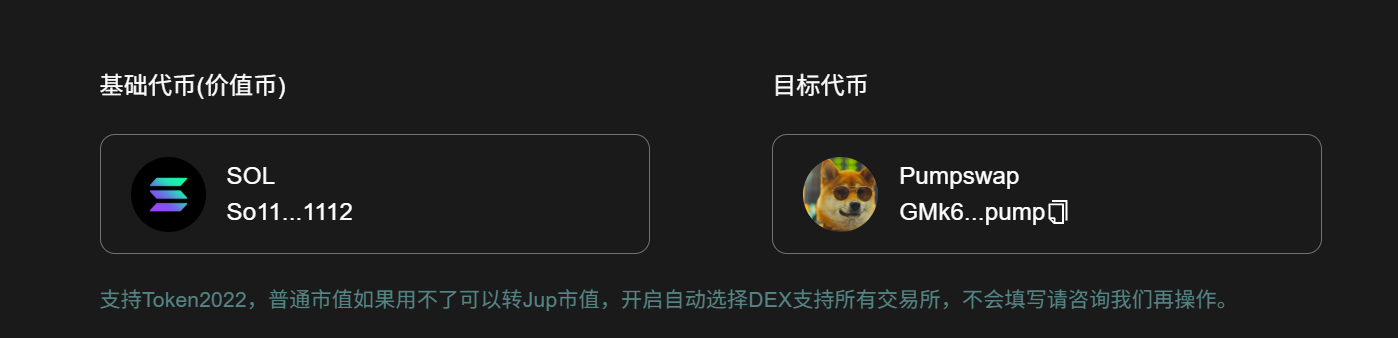 基础代币(价值币)
目标代币
SOL
So11...1112
Pumpswap
GMk6...pump
支持Token2022，普通市值如果用不了可以转Jup市值，开启自动选择DEX支持所有交易所，不会填写请咨询我们再操作。